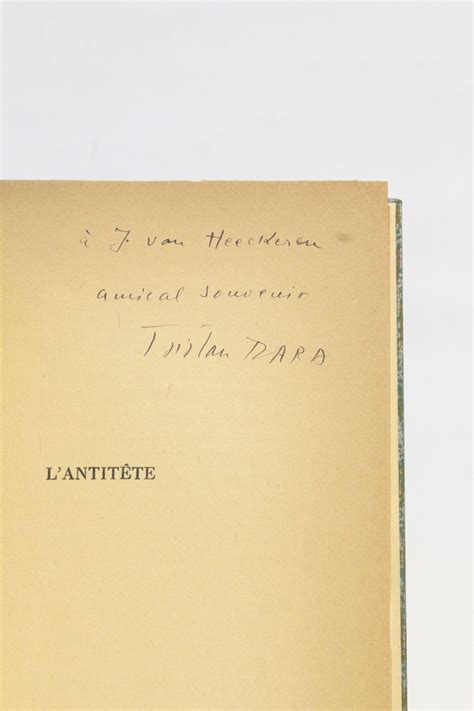 à J. van Heeckeren
amical souvenir
Tristan TZARA
L'ANTITÊTE